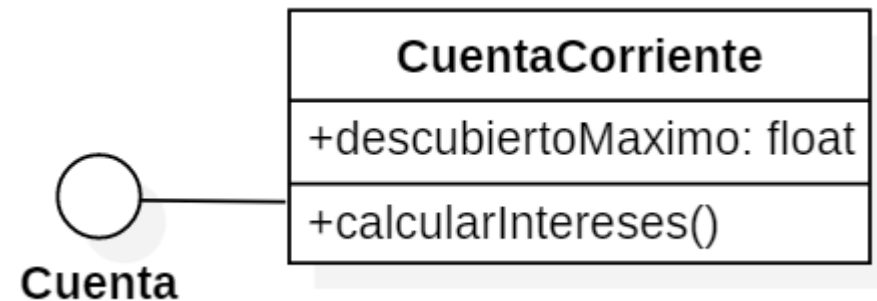 CuentaCorriente
+descubiertoMaximo: float
+calcularIntereses()
Cuenta